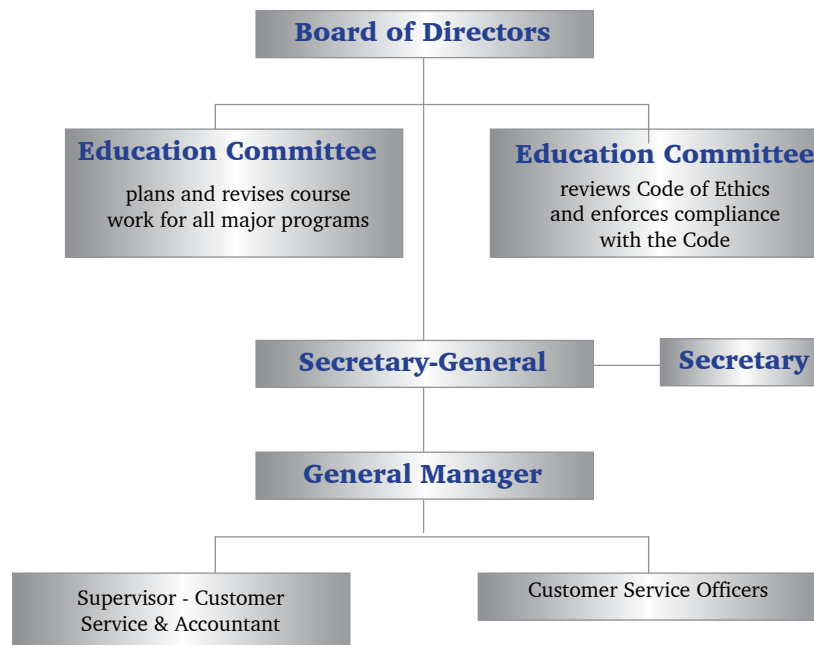 Board of Directors
Education Committee
plans and revises course
work for all major programs
Education Committee
reviews Code of Ethics
and enforces compliance
with the Code
Secretary-General
Secretary
General Manager
Supervisor - Customer
Service & Accountant
Customer Service Officers